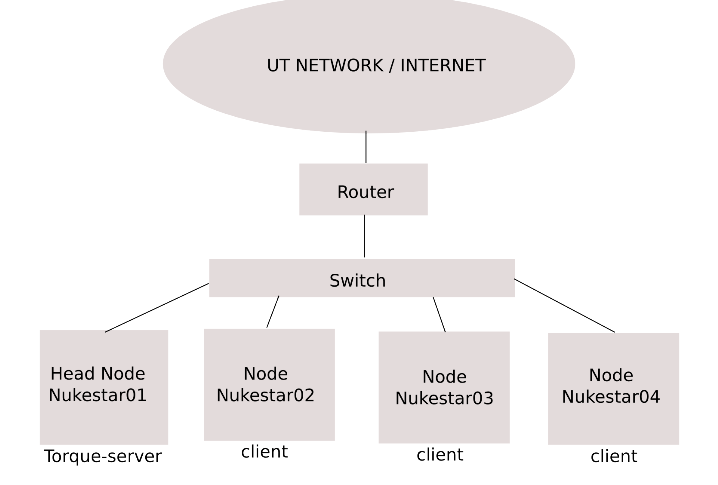 UT NETWORK / INTERNET
Router
Switch
Head Node
Nukestar01
Torque-server
Node
Nukestar02
client
Node
Nukestar03
client
Node
Nukestar04
client